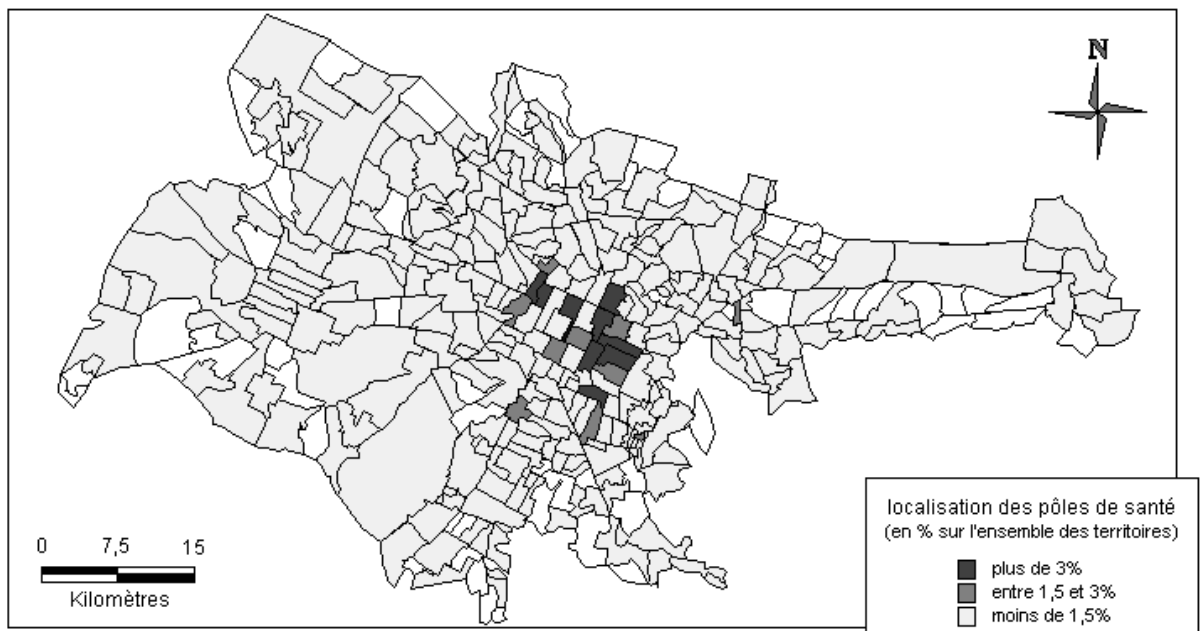 N
localisation des pôles de santé
(en % sur l'ensemble des territoires)
plus de 3%
entre 1,5 et 3%
moins de 1,5%
0 7,5 15
Kilomètres